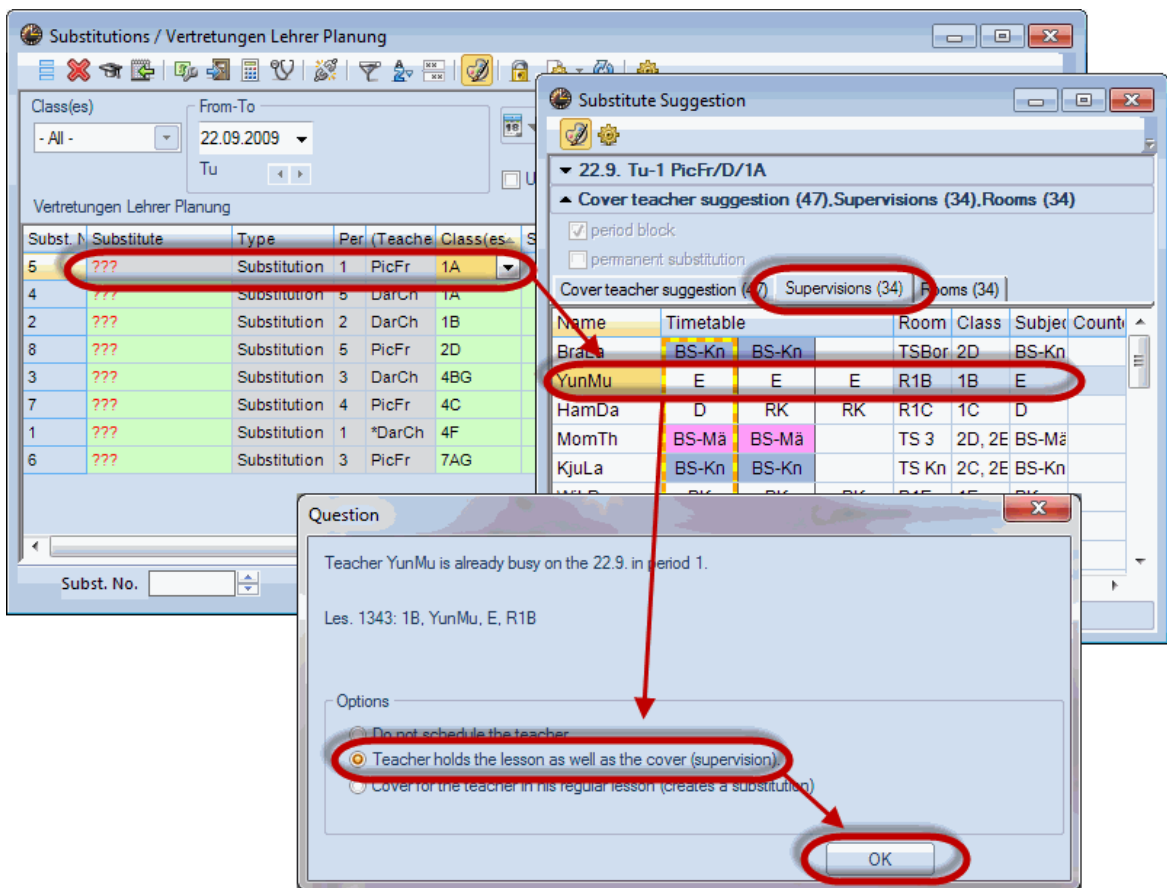 Substitutions / Vertretungen Lehrer Planung
Class(es)
From-To
- All -
22.09.2009
Tu
18
U
Vertretungen Lehrer Planung
Subst. N Substitute Type Per (Teache Class(es S
5 ??? Substitution 1 PicFr 1A
4 ??? Substitution 5 DarCh 1A
2 ??? Substitution 2 DarCh 1B
8 ??? Substitution 5 PicFr 2D
3 ??? Substitution 3 DarCh 4BG
7 ??? Substitution 4 PicFr 4C
1 ??? Substitution 1 *DarCh 4F
6 ??? Substitution 3 PicFr 7AG
Subst. No.
Substitute Suggestion
22.9. Tu-1 PicFr/D/1A
Cover teacher suggestion (47),Supervisions (34),Rooms (34)
period block
permanent substitution
Cover teacher suggestion (47) Supervisions (34) Rooms (34)
Name Timetable Room Class Subjec Counte
BraLa BS-Kn BS-Kn TSBor 2D BS-Kn
YunMu E E E R1B 1B E
HamDa D RK RK R1C 1C D
MomTh BS-Mä BS-Mä TS 3 2D, 2E BS-Mä
KjuLa BS-Kn BS-Kn TS Kn 2C, 2E BS-Kn
Question
Teacher YunMu is already busy on the 22.9. in period 1.
Les. 1343: 1B, YunMu, E, R1B
Options
Do not schedule the teacher
Teacher holds the lesson as well as the cover (supervision).
Cover for the teacher in his regular lesson (creates a substitution)
OK